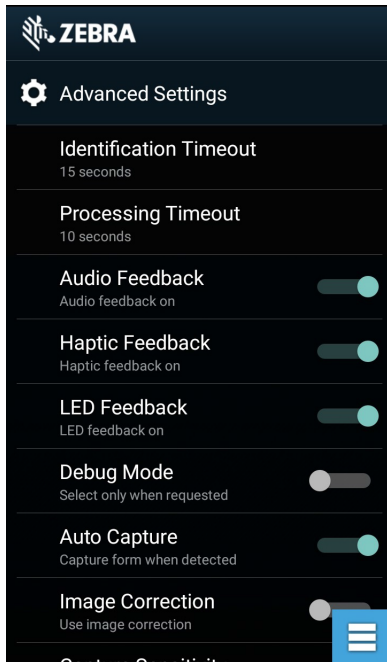 ZEBRA
Advanced Settings
Identification Timeout
15 seconds
Processing Timeout
10 seconds
Audio Feedback
Audio feedback on
Haptic Feedback
Haptic feedback on
LED Feedback
LED feedback on
Debug Mode
Select only when requested
Auto Capture
Capture form when detected
Image Correction
Use image correction